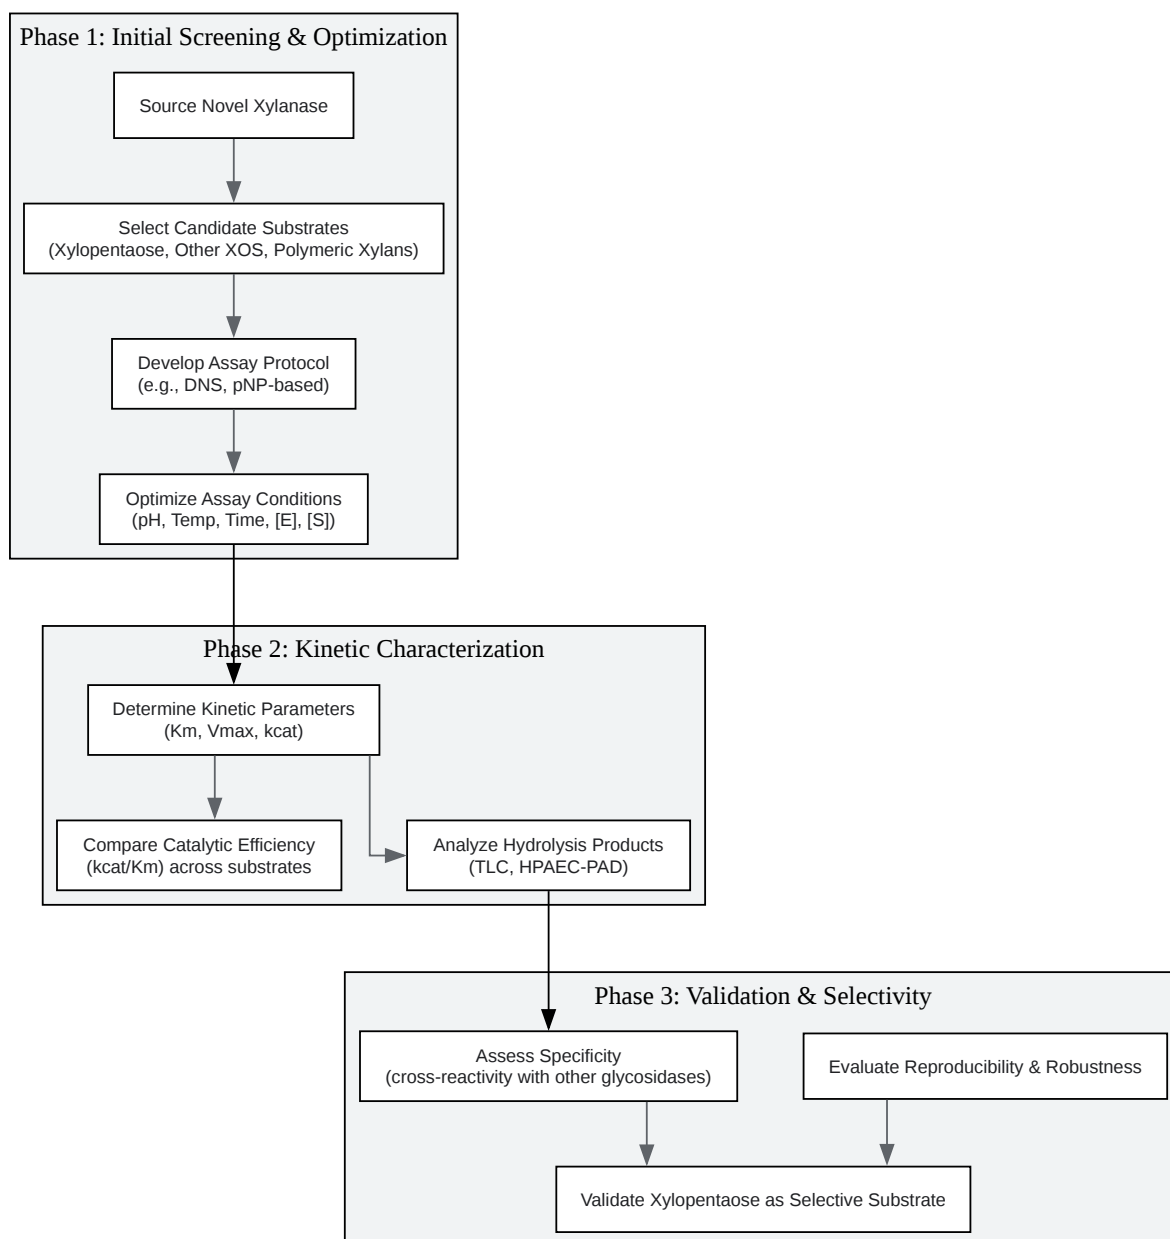 Phase 1: Initial Screening & Optimization
Source Novel Xylanase
Select Candidate Substrates
(Xylopentaose, Other XOS, Polymeric Xylans)
Develop Assay Protocol
(e.g., DNS, pNP-based)
Optimize Assay Conditions
(pH, Temp, Time, [E], [S])
Phase 2: Kinetic Characterization
Determine Kinetic Parameters
(Km, Vmax, kcat)
Compare Catalytic Efficiency
(kcat/Km) across substrates
Analyze Hydrolysis Products
(TLC, HPAEC-PAD)
Phase 3: Validation & Selectivity
Assess Specificity
(cross-reactivity with other glycosidases)
Evaluate Reproducibility & Robustness
Validate Xylopentaose as Selective Substrate